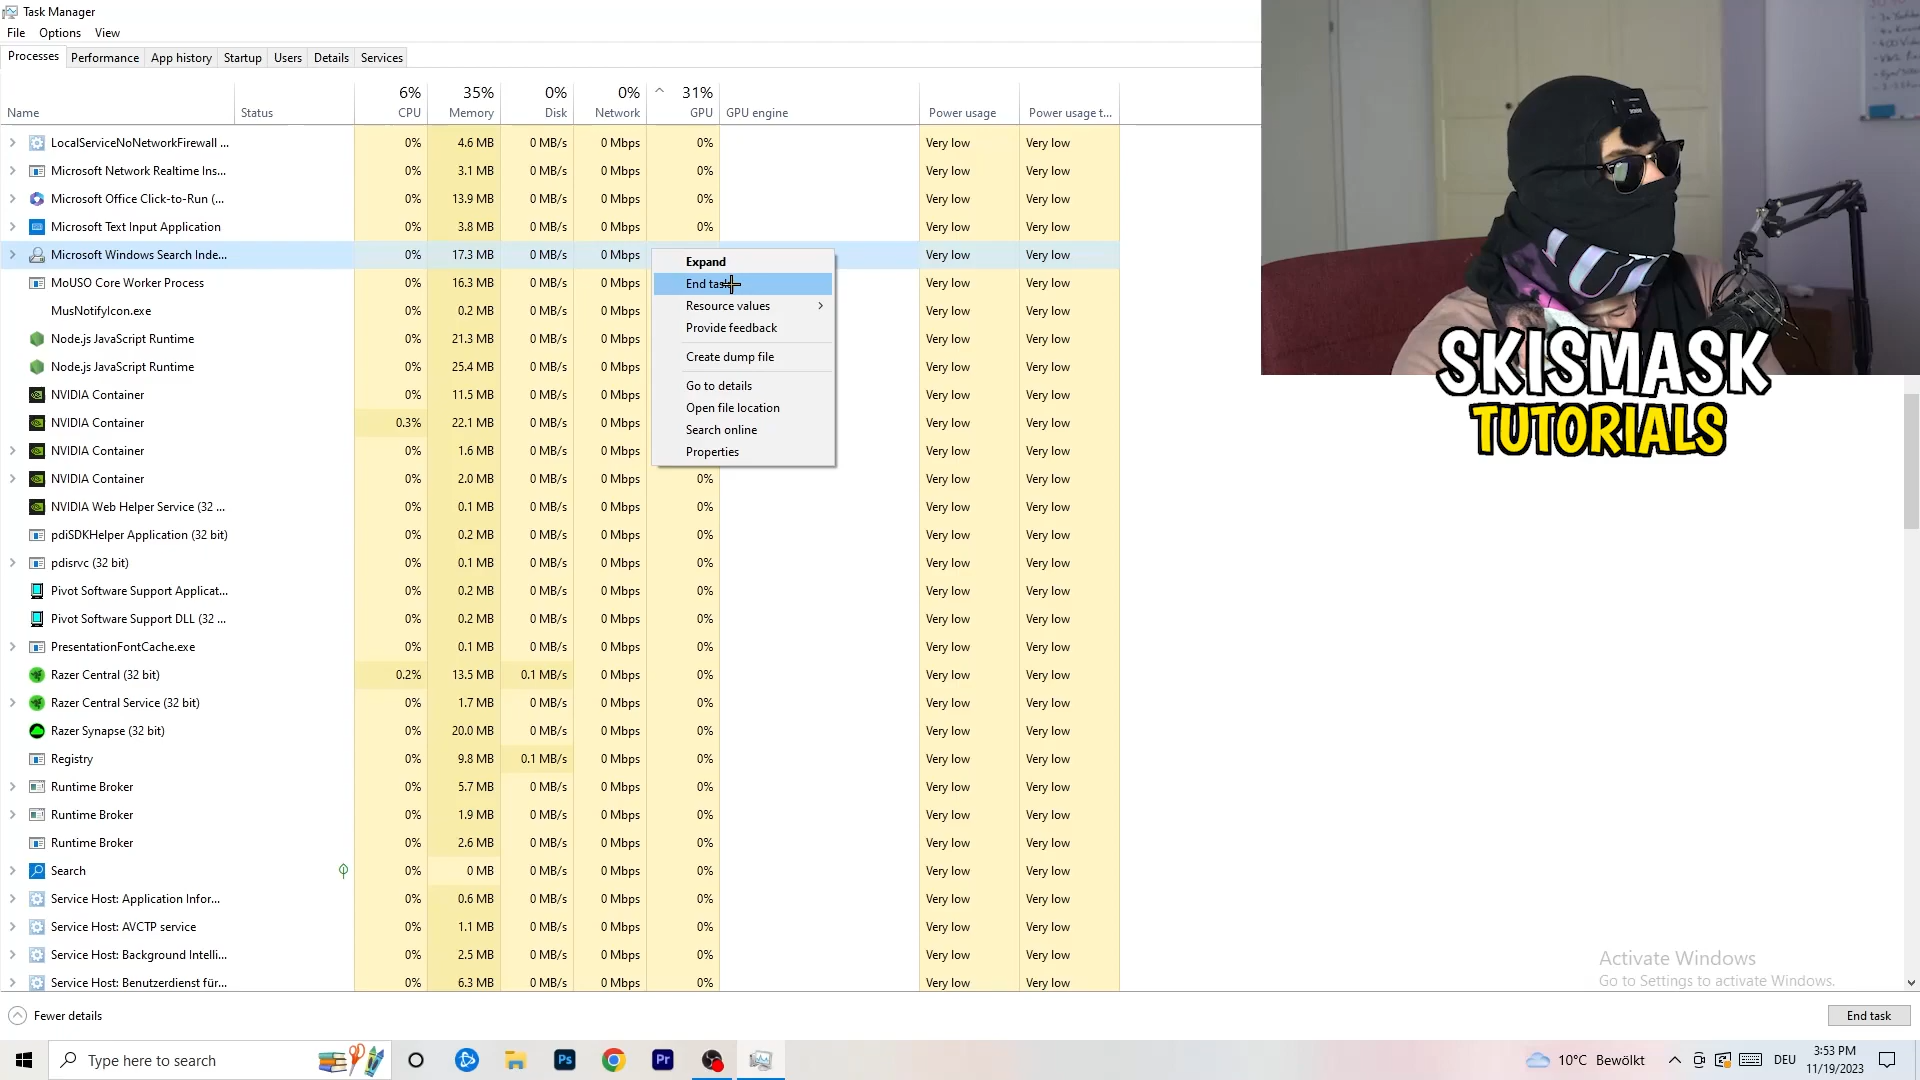 Task Manager
File Options View
Processes Performance App history Startup Users Details Services
6% 35% 0% 0% 31%
Name Status CPU Memory Disk Network GPU GPU engine Power usage Power usage t...
LocalServiceNoNetworkFirewall ... 0% 4.6 MB 0 MB/s 0 Mbps 0% Very low Very low
Microsoft Network Realtime Ins... 0% 3.1 MB 0 MB/s 0 Mbps 0% Very low Very low
Microsoft Office Click-to-Run (... 0% 13.9 MB 0 MB/s 0 Mbps 0% Very low Very low
Microsoft Text Input Application 0% 3.8 MB 0 MB/s 0 Mbps 0% Very low Very low
Microsoft Windows Search Inde... 0% 17.3 MB 0 MB/s 0 Mbps Very low Very low
MoUSO Core Worker Process 0% 16.3 MB 0 MB/s 0 Mbps Very low Very low
MusNotifyIcon.exe 0% 0.2 MB 0 MB/s 0 Mbps Very low Very low
Node.js JavaScript Runtime 0% 21.3 MB 0 MB/s 0 Mbps Very low Very low
Node.js JavaScript Runtime 0% 25.4 MB 0 MB/s 0 Mbps Very low Very low
NVIDIA Container 0% 11.5 MB 0 MB/s 0 Mbps Very low Very low
NVIDIA Container 0.3% 22.1 MB 0 MB/s 0 Mbps Very low Very low
NVIDIA Container 0% 1.6 MB 0 MB/s 0 Mbps Very low Very low
NVIDIA Container 0% 2.0 MB 0 MB/s 0 Mbps 0% Very low Very low
NVIDIA Web Helper Service (32 ... 0% 0.1 MB 0 MB/s 0 Mbps 0% Very low Very low
pdiSDKHelper Application (32 bit) 0% 0.2 MB 0 MB/s 0 Mbps 0% Very low Very low
pdisrvc (32 bit) 0% 0.1 MB 0 MB/s 0 Mbps 0% Very low Very low
Pivot Software Support Applicat... 0% 0.2 MB 0 MB/s 0 Mbps 0% Very low Very low
Pivot Software Support DLL (32 ... 0% 0.2 MB 0 MB/s 0 Mbps 0% Very low Very low
PresentationFontCache.exe 0% 0.1 MB 0 MB/s 0 Mbps 0% Very low Very low
Razer Central (32 bit) 0.2% 13.5 MB 0.1 MB/s 0 Mbps 0% Very low Very low
Razer Central Service (32 bit) 0% 1.7 MB 0 MB/s 0 Mbps 0% Very low Very low
Razer Synapse (32 bit) 0% 20.0 MB 0 MB/s 0 Mbps 0% Very low Very low
Registry 0% 9.8 MB 0.1 MB/s 0 Mbps 0% Very low Very low
Runtime Broker 0% 5.7 MB 0 MB/s 0 Mbps 0% Very low Very low
Runtime Broker 0% 1.9 MB 0 MB/s 0 Mbps 0% Very low Very low
Runtime Broker 0% 2.6 MB 0 MB/s 0 Mbps 0% Very low Very low
Search 0% 0 MB 0 MB/s 0 Mbps 0% Very low Very low
Service Host: Application Infor... 0% 0.6 MB 0 MB/s 0 Mbps 0% Very low Very low
Service Host: AVCTP service 0% 1.1 MB 0 MB/s 0 Mbps 0% Very low Very low
Service Host: Background Intelli... 0% 2.5 MB 0 MB/s 0 Mbps 0% Very low Very low
Service Host: Benutzerdienst für... 0% 6.3 MB 0 MB/s 0 Mbps 0% Very low Very low
Expand
End task
Resource values
Provide feedback
Create dump file
Go to details
Open file location
Search online
Properties
SKISMASK
TUTORIALS
Activate Windows
Go to Settings to activate Windows.
Fewer details
End task
Type here to search
Ps
Pr
10°C Bewölkt
DEU
3:53 PM
11/19/2023